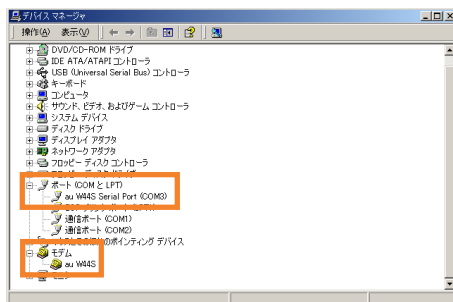 デバイス マネージャ
操作(A) 表示(V)
DVD/CD-ROM ドライブ
IDE ATA/ATAPI コントローラ
USB (Universal Serial Bus) コントローラ
キーボード
コンピュータ
サウンド、ビデオ、およびゲーム コントローラ
システム デバイス
ディスク ドライブ
ディスプレイ アダプタ
ネットワーク アダプタ
フロッピー ディスク コントローラ
ポート (COM と LPT)
au W44S Serial Port (COM3)
通信ポート (COM1)
通信ポート (COM2)
ポインティング デバイス
モデム
au W44S